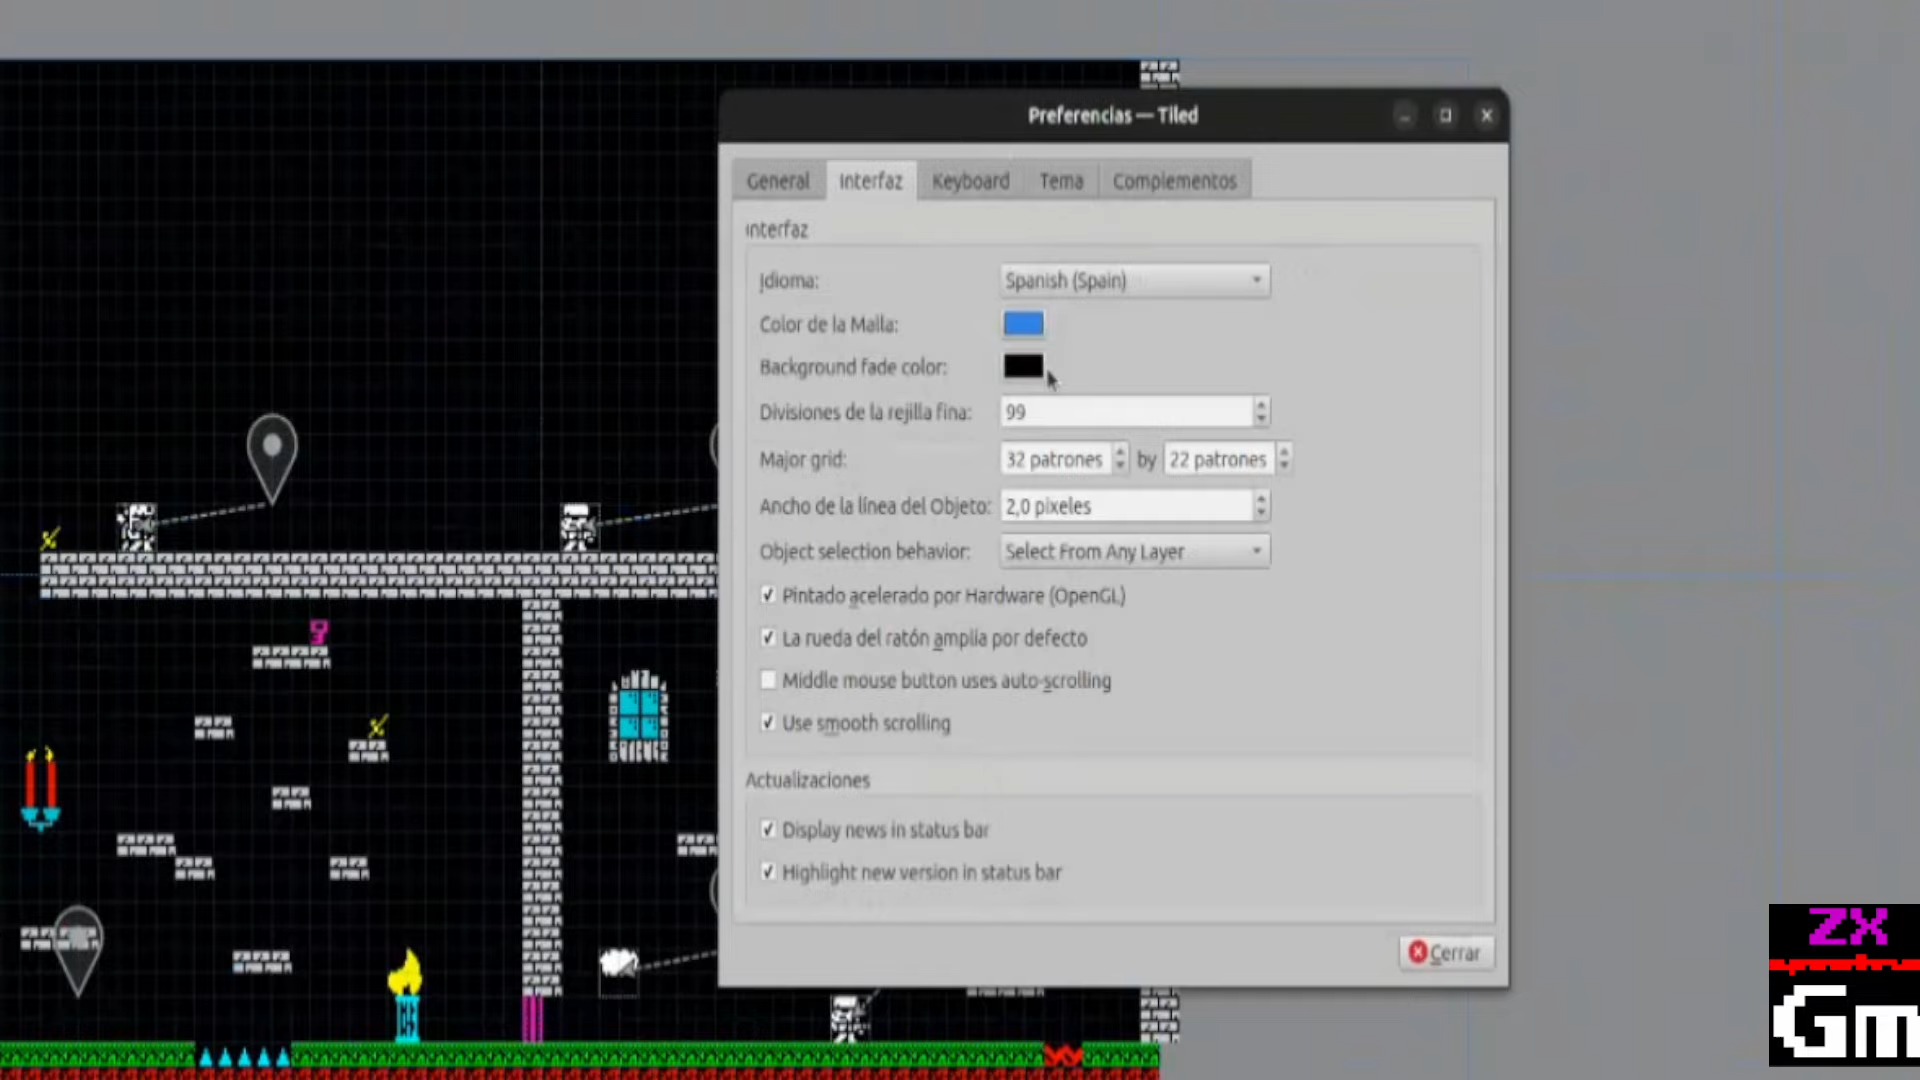 Preferencias — Tiled
General Interfaz Keyboard Tema Complementos
Interfaz
Idioma: Spanish (Spain)
Color de la Malla:
Background fade color:
Divisiones de la rejilla fina: 99
Major grid: 32 patrones by 22 patrones
Ancho de la línea del Objeto: 2,0 pixeles
Object selection behavior: Select From Any Layer
Pintado acelerado por Hardware (OpenGL)
La rueda del ratón amplia por defecto
Middle mouse button uses auto-scrolling
Use smooth scrolling
Actualizaciones
Display news in status bar
Highlight new version in status bar
Cerrar
ZX
Gm